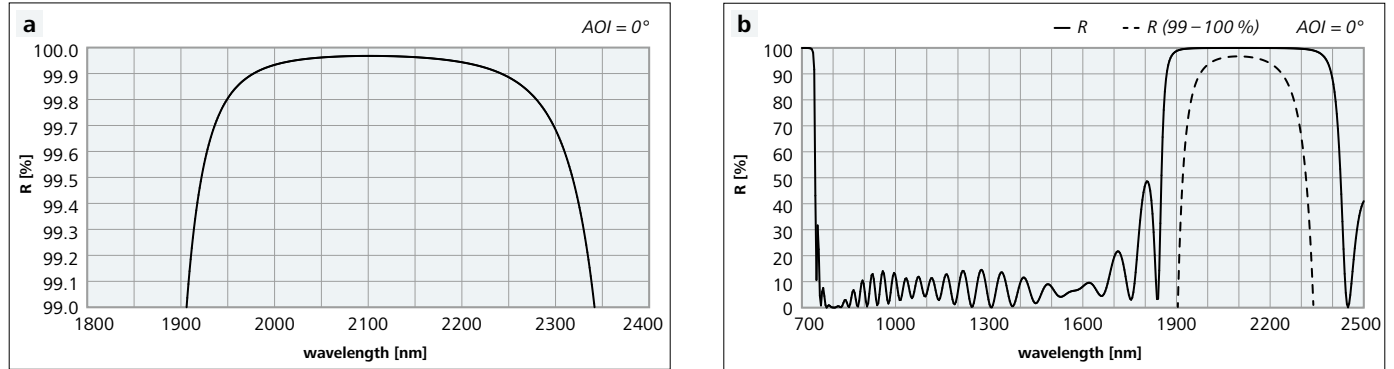 a
AOI = 0°
100.0
99.9
99.8
99.7
99.6
99.5
99.4
99.3
99.2
99.1
99.0
R [%]
1800 1900 2000 2100 2200 2300 2400
wavelength [nm]
b
R R (99 – 100 %) AOI = 0°
100
90
80
70
60
50
40
30
20
10
0
R [%]
700 1000 1300 1600 1900 2200 2500
wavelength [nm]